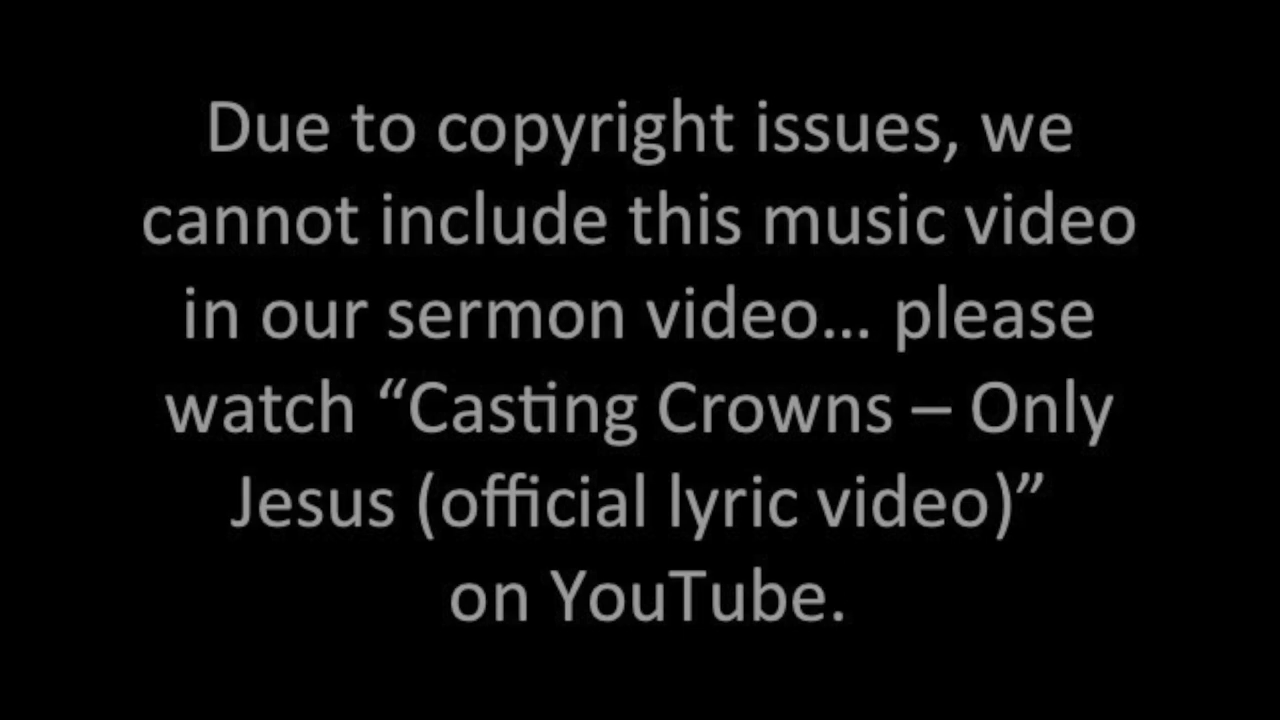 Due to copyright issues, we
cannot include this music video
in our sermon video... please
watch “Casting Crowns – Only
Jesus (official lyric video)”
on YouTube.